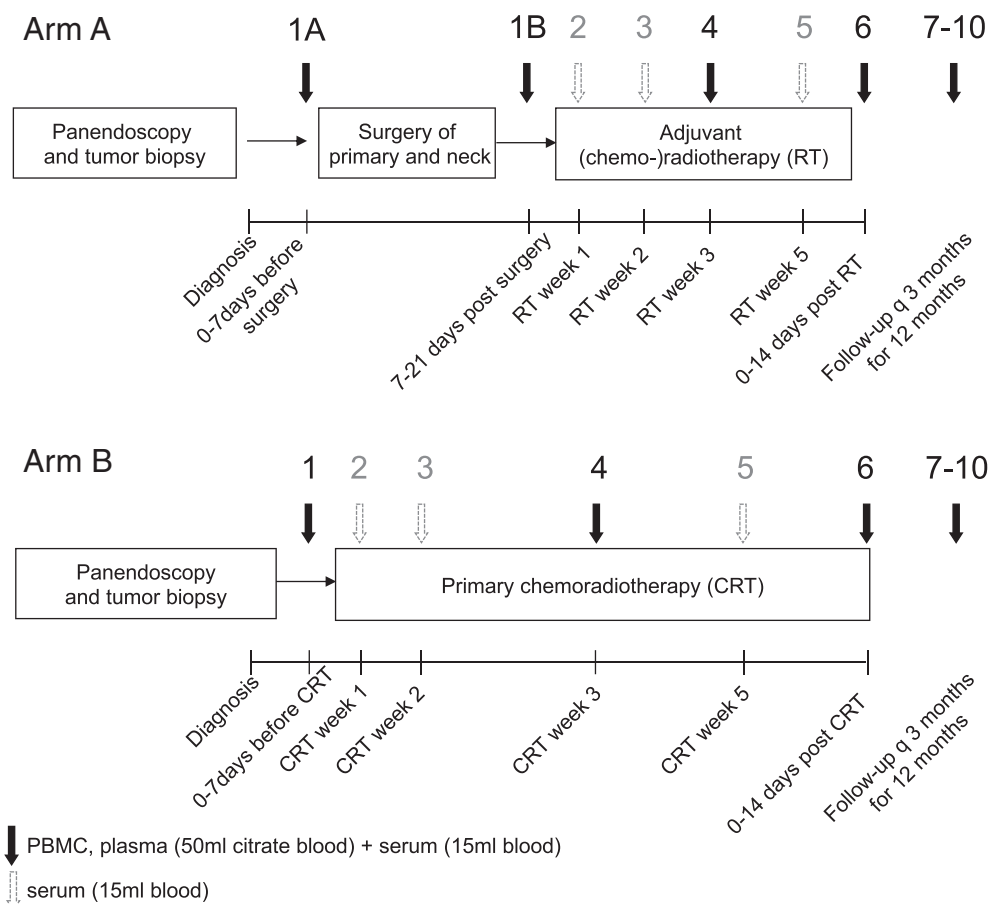 Arm A
1A 1B 2 3 4 5 6 7-10
Panendoscopy
and tumor biopsy
Surgery of
primary and neck
Adjuvant
(chemo-)radiotherapy (RT)
Diagnosis
0-7days before
surgery
7-21 days post surgery
RT week 1
RT week 2
RT week 3
RT week 5
0-14 days post RT
Follow-up q 3 months
for 12 months
Arm B
1 2 3 4 5 6 7-10
Panendoscopy
and tumor biopsy
Primary chemoradiotherapy (CRT)
Diagnosis
0-7days before CRT
CRT week 1
CRT week 2
CRT week 3
CRT week 5
0-14 days post CRT
Follow-up q 3 months
for 12 months
PBMC, plasma (50ml citrate blood) + serum (15ml blood)
serum (15ml blood)